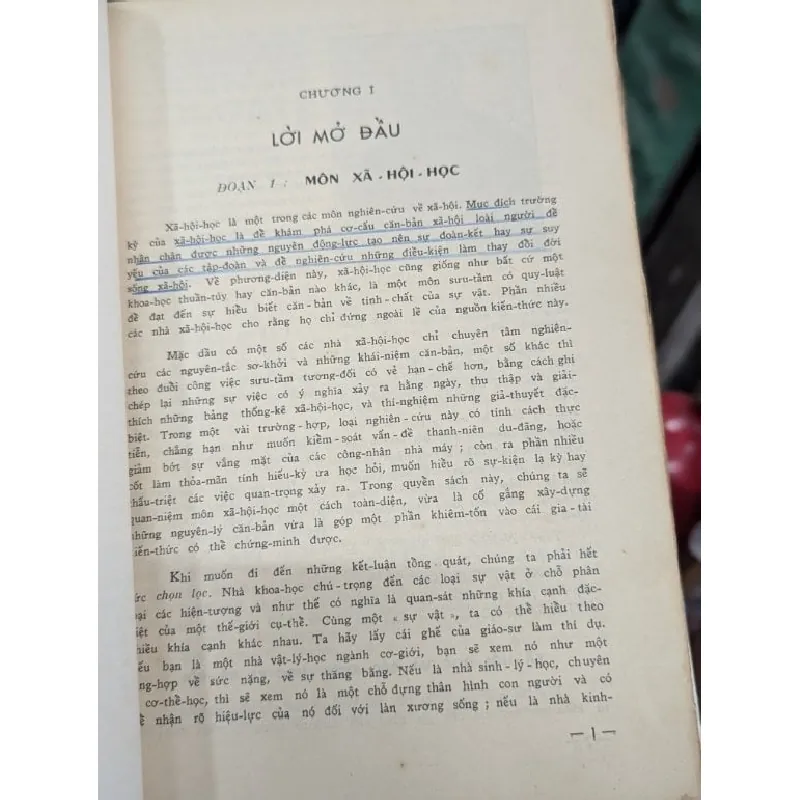 CHƯƠNG I
LỜI MỞ ĐẦU
ĐOẠN 1 : MÔN XÃ-HỘI-HỌC
Xã-hội-học là một trong các môn nghiên-cứu về xã-hội. Mục đích trường
kỳ của xã-hội-học là để khám phá cơ-cấu căn-bản xã-hội loài người để
nhận chân được những nguyên động-lực tạo nên sự đoàn-kết hay sự suy
yếu của các tập-đoàn và để nghiên-cứu những điều-kiện làm thay đổi đời
sống xã-hội. Về phương-diện này, xã-hội-học cũng giống như bất cứ một
khoa-học thuần-túy hay căn-bản nào khác, là một môn sưu-tầm có quy-luật
để đạt đến sự hiểu biết căn-bản về tính-chất của sự vật. Phần nhiều
các nhà xã-hội-học cho rằng họ chỉ đứng ngoài lề của nguồn kiến-thức này.
Mặc dầu có một số các nhà xã-hội-học chỉ chuyên tâm nghiên-
cứu các nguyên-tắc sơ-khởi và những khái-niệm căn-bản, một số khác thì
theo đuổi công việc sưu-tầm tương-đối có vẻ hạn-chế hơn, bằng cách ghi
chép lại những sự việc có ý nghĩa xảy ra hằng ngày, thu thập và giải-
thích những bảng thống-kê xã-hội-học, và thí-nghiệm những giả-thuyết đặc-
biệt. Trong một vài trường-hợp, loại nghiên-cứu này có tính cách thực
tiễn, chẳng hạn như muốn kiểm-soát vấn-đề thanh-niên du-đãng, hoặc
giảm bớt sự vắng mặt của các công-nhân nhà máy ; còn ra phần nhiều
cốt làm thỏa-mãn tính hiếu-kỳ ưa học hỏi, muốn hiểu rõ sự-kiện lạ kỳ hay
thấu-triệt các việc quan-trọng xảy ra. Trong quyển sách này, chúng ta sẽ
quan-niệm môn xã-hội-học một cách toàn-diện, vừa là cố gắng xây-dựng
những nguyên-lý căn-bản vừa là góp một phần khiêm-tốn vào cái gia-tài
kiến-thức có thể chứng-minh được.
Khi muốn đi đến những kết-luận tổng quát, chúng ta phải hết
sức chọn lọc. Nhà khoa-học chú-trọng đến các loại sự vật ở chỗ phân
loại các hiện-tượng và như thế có nghĩa là quan-sát những khía cạnh đặc-
biệt của một thế-giới cụ-thể. Cùng một « sự vật », ta có thể hiểu theo
nhiều khía cạnh khác nhau. Ta hãy lấy cái ghế của giáo-sư làm thí dụ.
Nếu bạn là một nhà vật-lý-học ngành cơ-giới, bạn sẽ xem nó như một
tổng-hợp về sức nặng, về sự thăng bằng. Nếu là nhà sinh-lý-học, chuyên
cơ-thể-học, thì sẽ xem nó là một chỗ đựng thân hình con người và có
nhận rõ hiệu-lực của nó đối với làn xương sống ; nếu là nhà kinh-
— 1 —